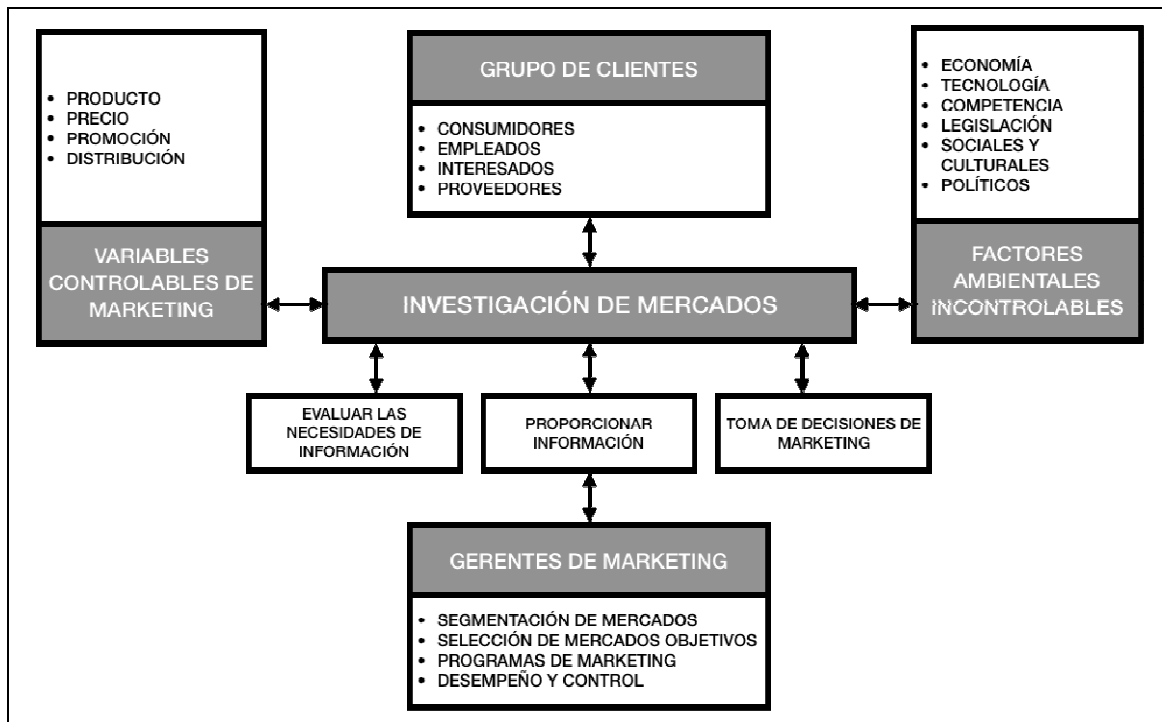 • PRODUCTO
• PRECIO
• PROMOCIÓN
• DISTRIBUCIÓN
VARIABLES
CONTROLABLES DE
MARKETING
GRUPO DE CLIENTES
• CONSUMIDORES
• EMPLEADOS
• INTERESADOS
• PROVEEDORES
• ECONOMÍA
• TECNOLOGÍA
• COMPETENCIA
• LEGISLACIÓN
• SOCIALES Y
CULTURALES
• POLÍTICOS
FACTORES
AMBIENTALES
INCONTROLABLES
INVESTIGACIÓN DE MERCADOS
EVALUAR LAS
NECESIDADES DE
INFORMACIÓN
PROPORCIONAR
INFORMACIÓN
TOMA DE DECISIONES DE
MARKETING
GERENTES DE MARKETING
• SEGMENTACIÓN DE MERCADOS
• SELECCIÓN DE MERCADOS OBJETIVOS
• PROGRAMAS DE MARKETING
• DESEMPEÑO Y CONTROL